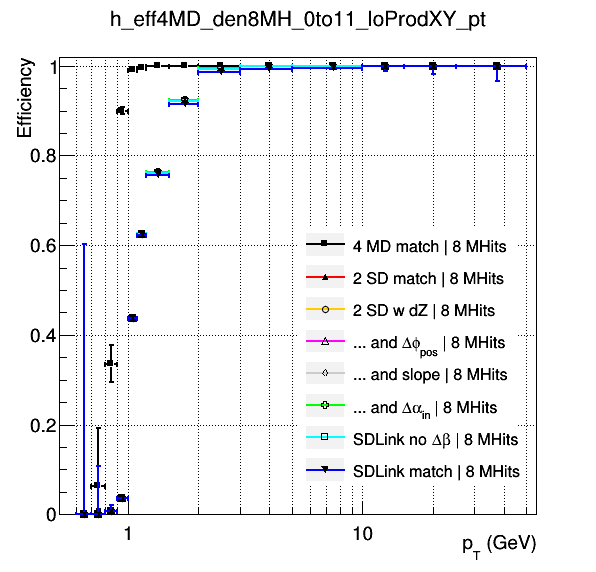 h_eff4MD_den8MH_0to11_loProdXY_pt
Efficiency
1
0.8
0.6
0.4
0.2
0
4 MD match | 8 MHits
2 SD match | 8 MHits
2 SD w dZ | 8 MHits
... and Δϕ_pos | 8 MHits
... and slope | 8 MHits
... and Δα_in | 8 MHits
SDLink no Δβ | 8 MHits
SDLink match | 8 MHits
1
10
p_T (GeV)